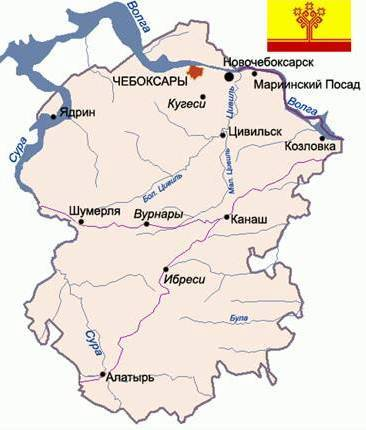 Волга
Новочебоксарск
ЧЕБОКСАРЫ
Мариинский Посад
Кугеси
Цивиль
Волга
Ядрин
Цивильск
Козловка
Сура
Бол. Цивиль
Мал. Цивиль
Шумерля
Вурнары
Канаш
Ибреси
Була
Сура
Алатырь